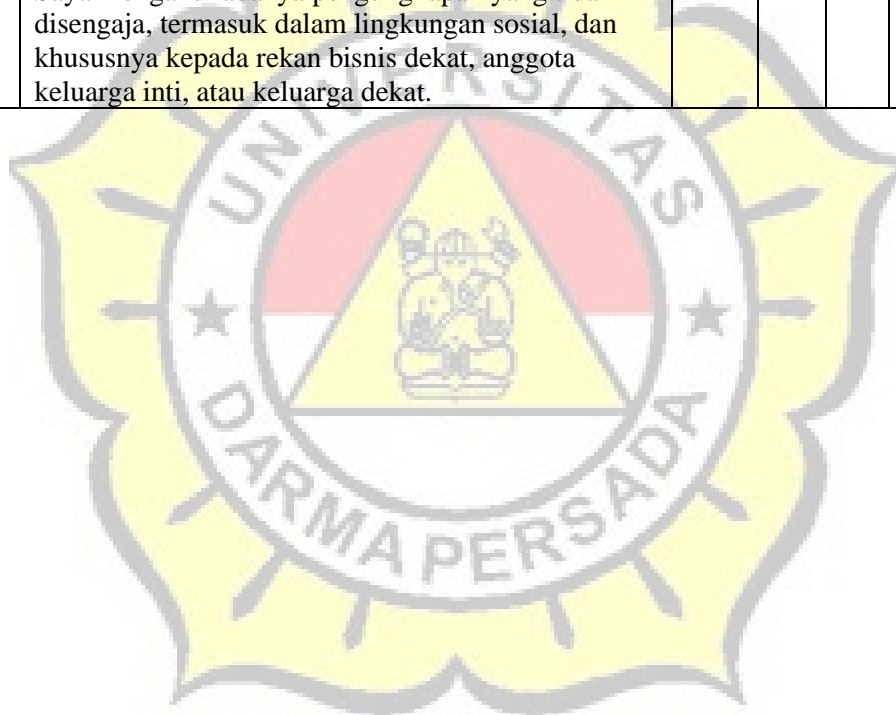 disengaja, termasuk dalam lingkungan sosial, dan
khususnya kepada rekan bisnis dekat, anggota
keluarga inti, atau keluarga dekat.
UNIVERSITAS
DARMA PERSADA